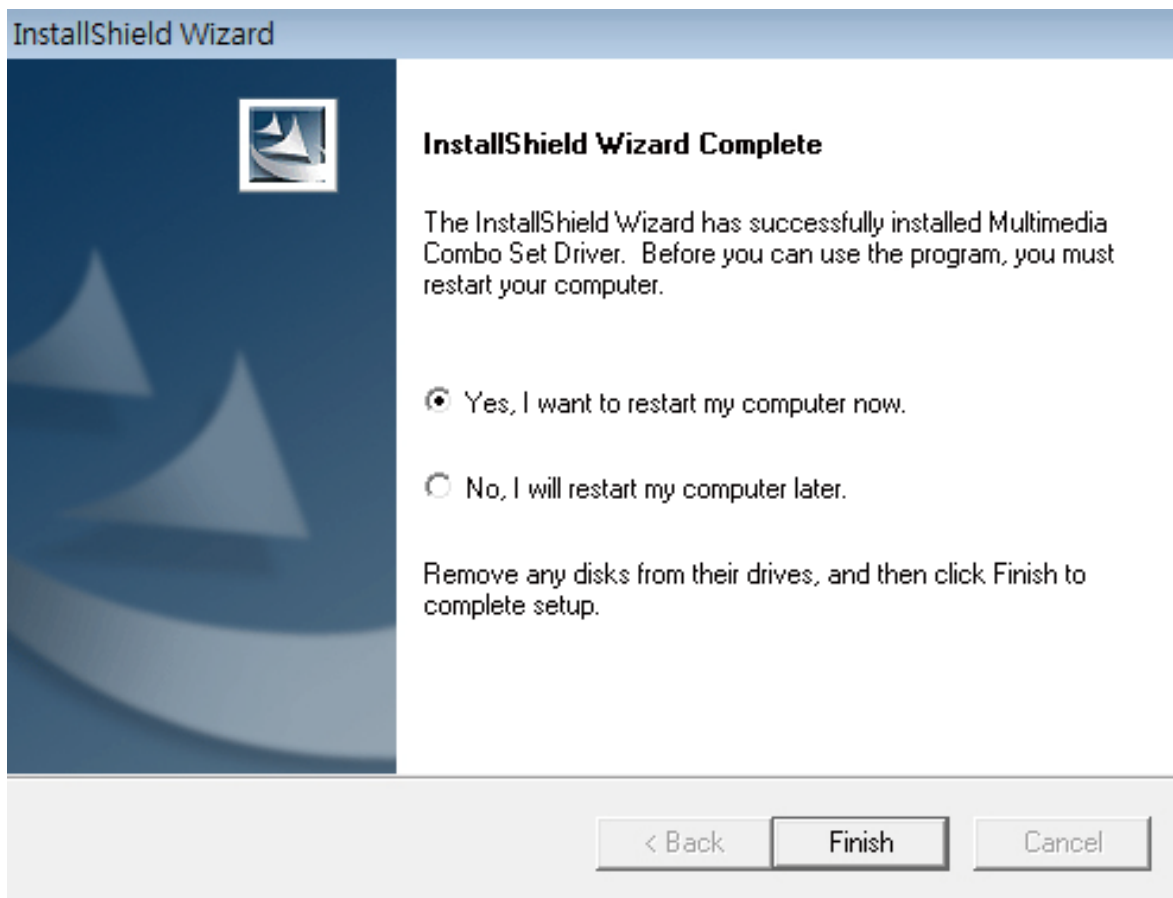 InstallShield Wizard
InstallShield Wizard Complete
The InstallShield Wizard has successfully installed Multimedia
Combo Set Driver.  Before you can use the program, you must
restart your computer.
Yes, I want to restart my computer now.
No, I will restart my computer later.
Remove any disks from their drives, and then click Finish to
complete setup.
< Back
Finish
Cancel